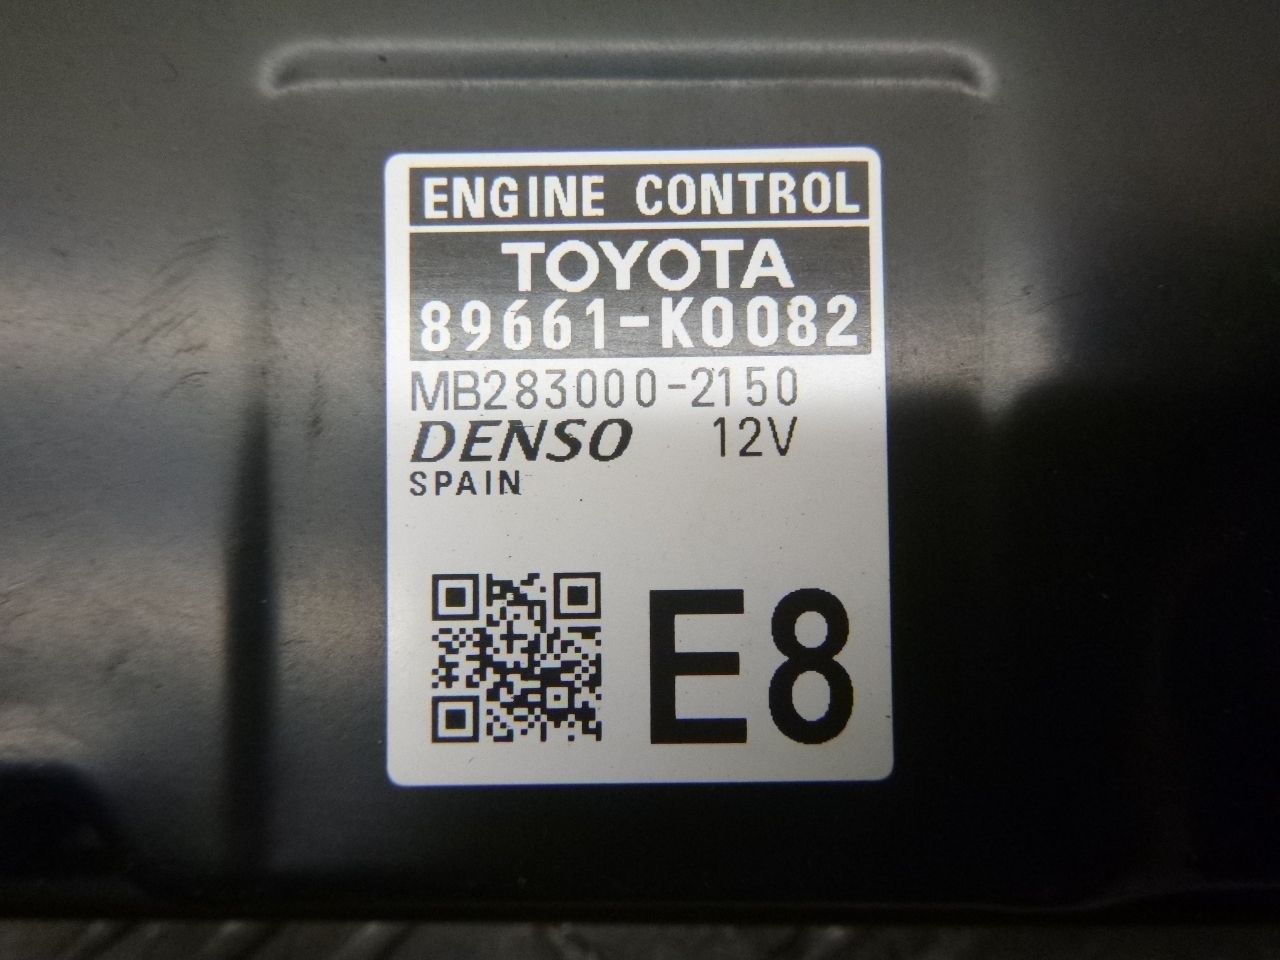 ENGINE CONTROL
TOYOTA
89661-K0082
MB283000-2150
DENSO 12V
SPAIN
E8